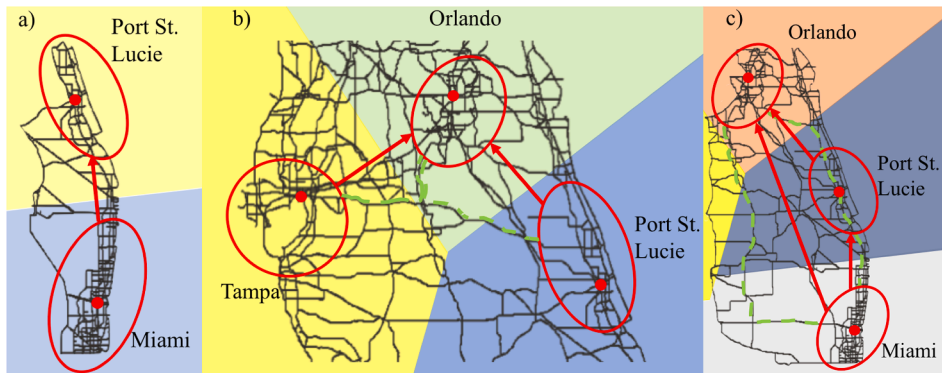 a)
Port St.
Lucie
Miami
b)
Orlando
Tampa
Port St.
Lucie
c)
Orlando
Port St.
Lucie
Miami